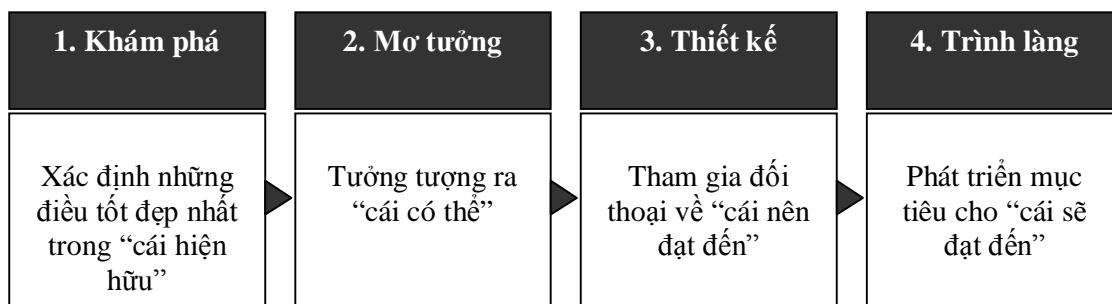 1. Khám phá
2. Mơ tưởng
3. Thiết kế
4. Trình làng
Xác định những
điều tốt đẹp nhất
trong “cái hiện
hữu”
Tưởng tượng ra
“cái có thể”
Tham gia đối
thoại về “cái nên
đạt đến”
Phát triển mục
tiêu cho “cái sẽ
đạt đến”